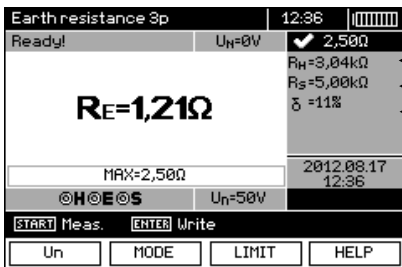 Earth resistance 3p 12:36
Ready! UN=0V ✔ 2,50Ω
RH=3,04kΩ
RS=5,00kΩ
δ =11%
RE=1,21Ω
MAX=2,50Ω
2012.08.17
12:36
◎H◎E◎S Un=50V
START Meas. ENTER Write
Un MODE LIMIT HELP